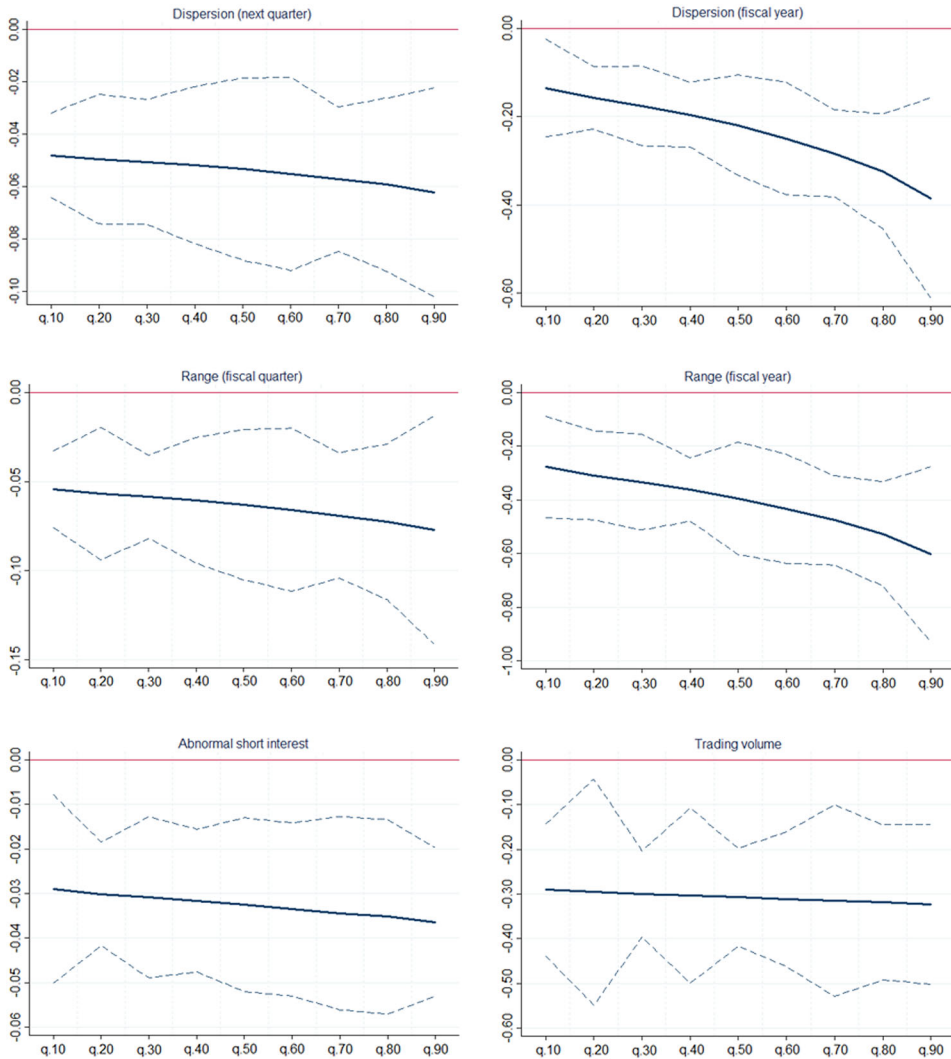 Dispersion (next quarter)
0.00
-0.02
-0.04
-0.06
-0.08
-0.10
q.10 q.20 q.30 q.40 q.50 q.60 q.70 q.80 q.90
Dispersion (fiscal year)
0.00
-0.20
-0.40
-0.60
q.10 q.20 q.30 q.40 q.50 q.60 q.70 q.80 q.90
Range (fiscal quarter)
0.00
-0.05
-0.10
-0.15
q.10 q.20 q.30 q.40 q.50 q.60 q.70 q.80 q.90
Range (fiscal year)
0.00
-0.20
-0.40
-0.60
-0.80
-1.00
q.10 q.20 q.30 q.40 q.50 q.60 q.70 q.80 q.90
Abnormal short interest
0.00
-0.01
-0.02
-0.03
-0.04
-0.05
-0.06
q.10 q.20 q.30 q.40 q.50 q.60 q.70 q.80 q.90
Trading volume
0.00
-0.10
-0.20
-0.30
-0.40
-0.50
-0.60
q.10 q.20 q.30 q.40 q.50 q.60 q.70 q.80 q.90